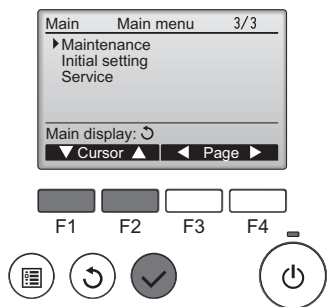 Main Main menu 3/3
Maintenance
Initial setting
Service
Main display:
Cursor Page
F1 F2 F3 F4